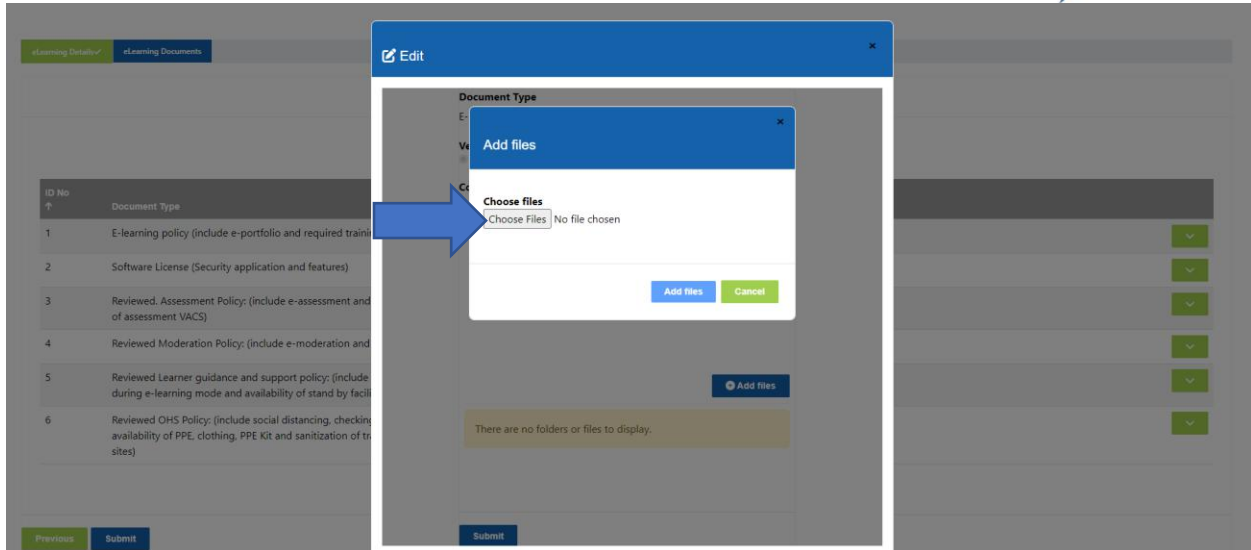 eLearning Details✓ eLearning Documents
Edit ×
Document Type
E-
×
Ve
Add files
Co
Choose files
Choose Files No file chosen
Add files Cancel
ID No ↑ Document Type
1 E-learning policy (include e-portfolio and required traini
2 Software License (Security application and features)
3 Reviewed. Assessment Policy: (include e-assessment and
of assessment VACS)
4 Reviewed Moderation Policy: (include e-moderation and
5 Reviewed Learner guidance and support policy: (include
during e-learning mode and availability of stand by facili
6 Reviewed OHS Policy: (include social distancing, checking
availability of PPE, clothing, PPE Kit and sanitization of tr
sites)
Add files
There are no folders or files to display.
Submit
Previous Submit